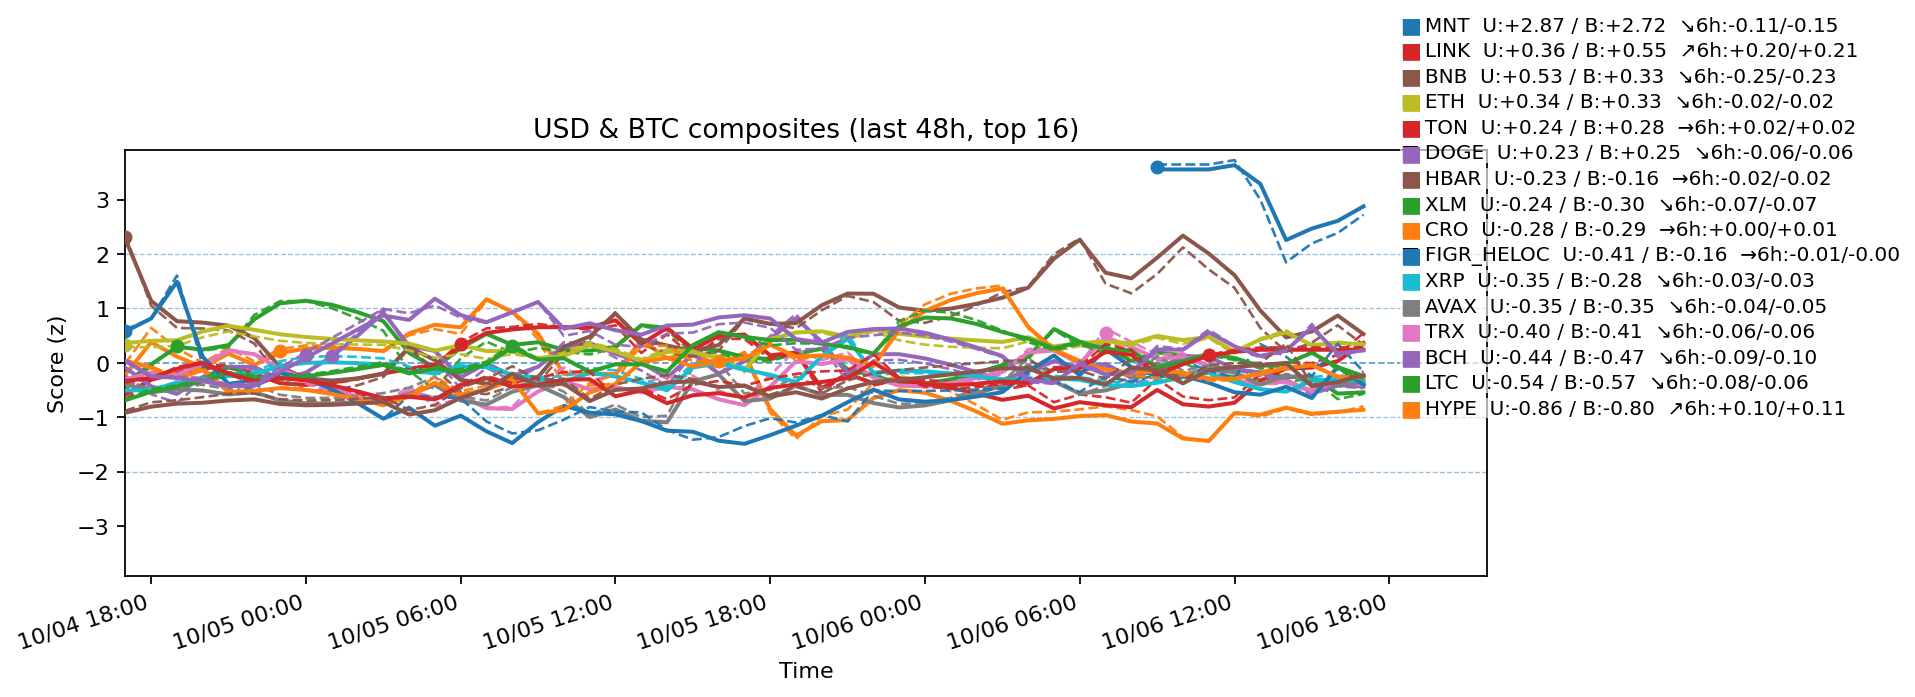 MNT U:+2.87 / B:+2.72 ↘6h:-0.11/-0.15
LINK U:+0.36 / B:+0.55 ↗6h:+0.20/+0.21
BNB U:+0.53 / B:+0.33 ↘6h:-0.25/-0.23
ETH U:+0.34 / B:+0.33 ↘6h:-0.02/-0.02
TON U:+0.24 / B:+0.28 →6h:+0.02/+0.02
DOGE U:+0.23 / B:+0.25 ↘6h:-0.06/-0.06
HBAR U:-0.23 / B:-0.16 →6h:-0.02/-0.02
XLM U:-0.24 / B:-0.30 ↘6h:-0.07/-0.07
CRO U:-0.28 / B:-0.29 →6h:+0.00/+0.01
FIGR_HELOC U:-0.41 / B:-0.16 →6h:-0.01/-0.00
XRP U:-0.35 / B:-0.28 ↘6h:-0.03/-0.03
AVAX U:-0.35 / B:-0.35 ↘6h:-0.04/-0.05
TRX U:-0.40 / B:-0.41 ↘6h:-0.06/-0.06
BCH U:-0.44 / B:-0.47 ↘6h:-0.09/-0.10
LTC U:-0.54 / B:-0.57 ↘6h:-0.08/-0.06
HYPE U:-0.86 / B:-0.80 ↗6h:+0.10/+0.11
USD & BTC composites (last 48h, top 16)
Score (z)
3
2
1
0
−1
−2
−3
10/04 18:00
10/05 00:00
10/05 06:00
10/05 12:00
10/05 18:00
10/06 00:00
10/06 06:00
10/06 12:00
10/06 18:00
Time